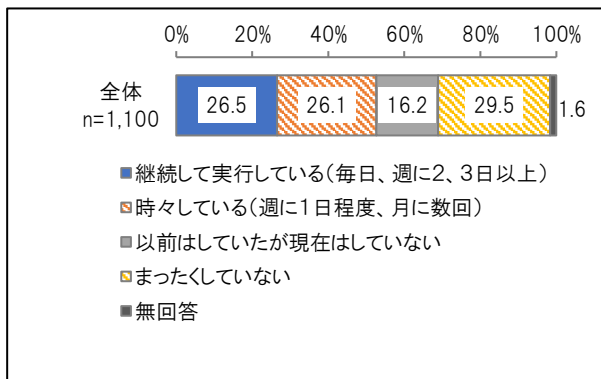 0% 20% 40% 60% 80% 100%
全体
n=1,100
26.5 26.1 16.2 29.5 1.6
継続して実行している(毎日、週に2、3日以上)
時々している(週に1日程度、月に数回)
以前はしていたが現在はしていない
まったくしていない
無回答